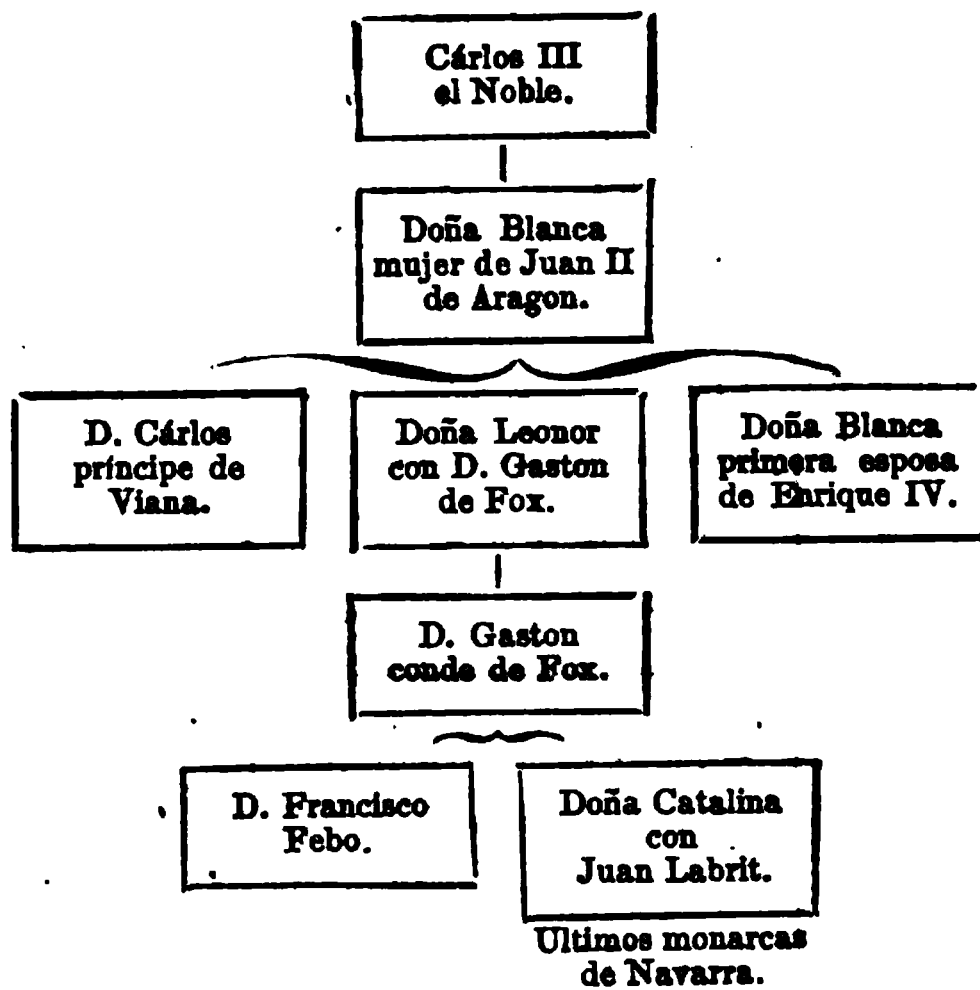 Cárlos III
el Noble.
Doña Blanca
mujer de Juan II
de Aragon.
D. Cárlos
príncipe de
Viana.
Doña Leonor
con D. Gaston
de Fox.
Doña Blanca
primera esposa
de Enrique IV.
D. Gaston
conde de Fox.
D. Francisco
Febo.
Doña Catalina
con
Juan Labrit.
Ultimos monarcas
de Navarra.